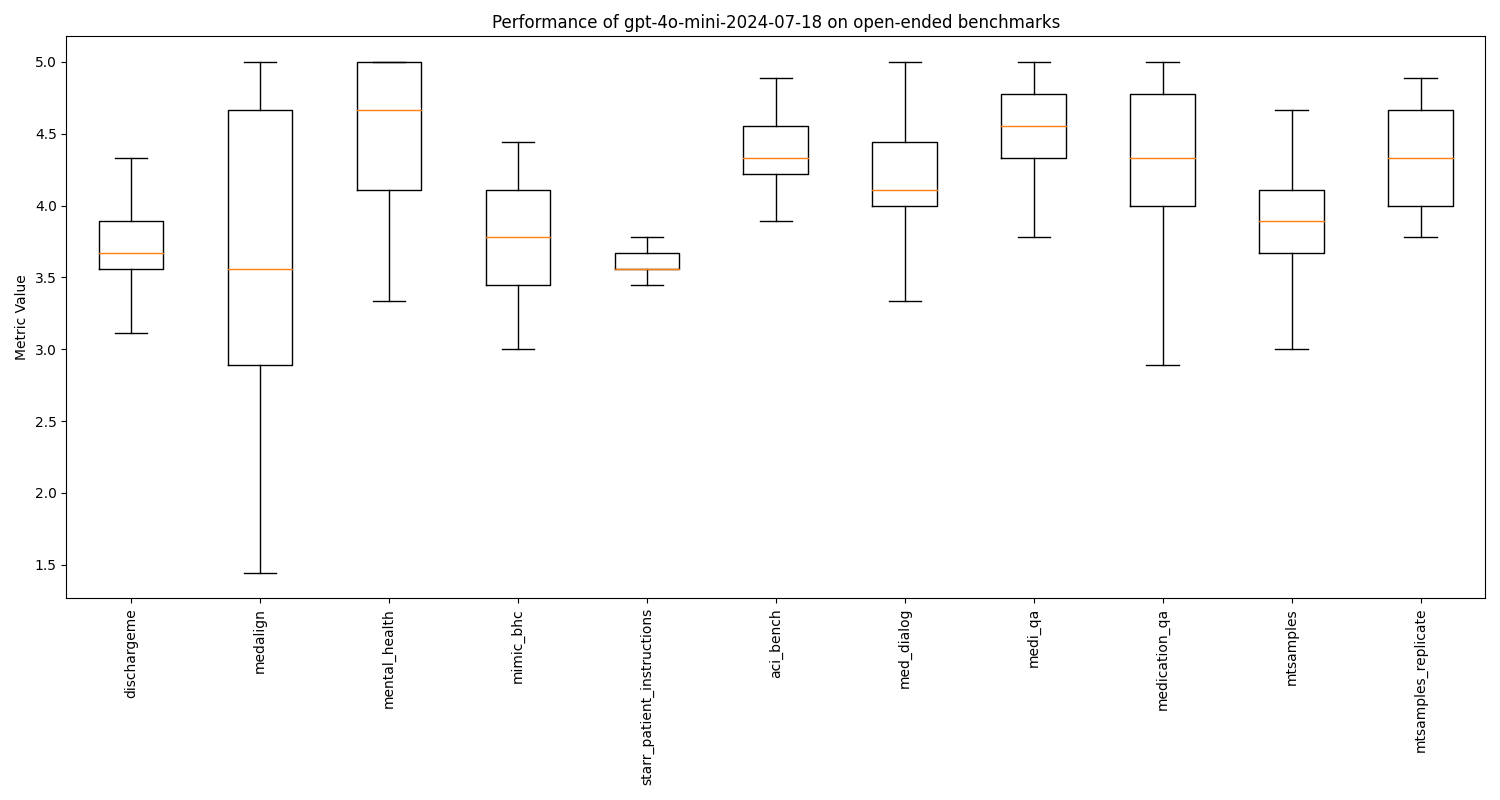 Performance of gpt-4o-mini-2024-07-18 on open-ended benchmarks
Metric Value
5.0
4.5
4.0
3.5
3.0
2.5
2.0
1.5
dischargeme
medalign
mental_health
mimic_bhc
starr_patient_instructions
aci_bench
med_dialog
medi_qa
medication_qa
mtsamples
mtsamples_replicate